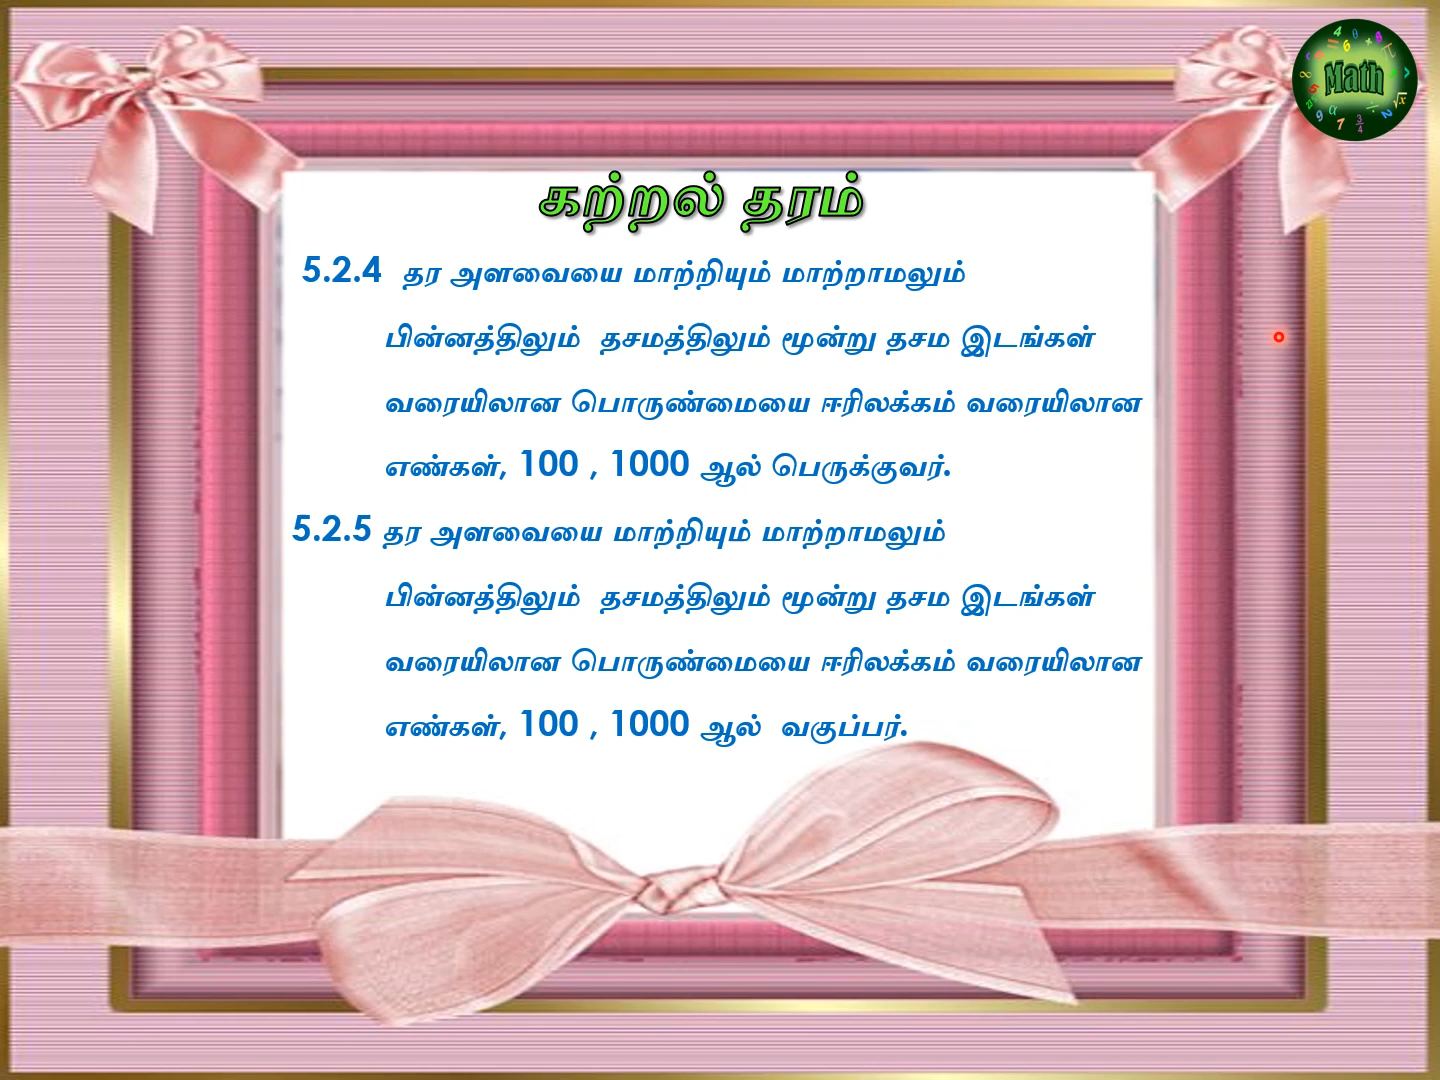 Math
கற்றல் தரம்
5.2.4 தர அளவையை மாற்றியும் மாற்றாமலும்
பின்னத்திலும் தசமத்திலும் மூன்று தசம இடங்கள்
வரையிலான பொருண்மையை ஈரிலக்கம் வரையிலான
எண்கள், 100 , 1000 ஆல் பெருக்குவர்.
5.2.5 தர அளவையை மாற்றியும் மாற்றாமலும்
பின்னத்திலும் தசமத்திலும் மூன்று தசம இடங்கள்
வரையிலான பொருண்மையை ஈரிலக்கம் வரையிலான
எண்கள், 100 , 1000 ஆல் வகுப்பர்.